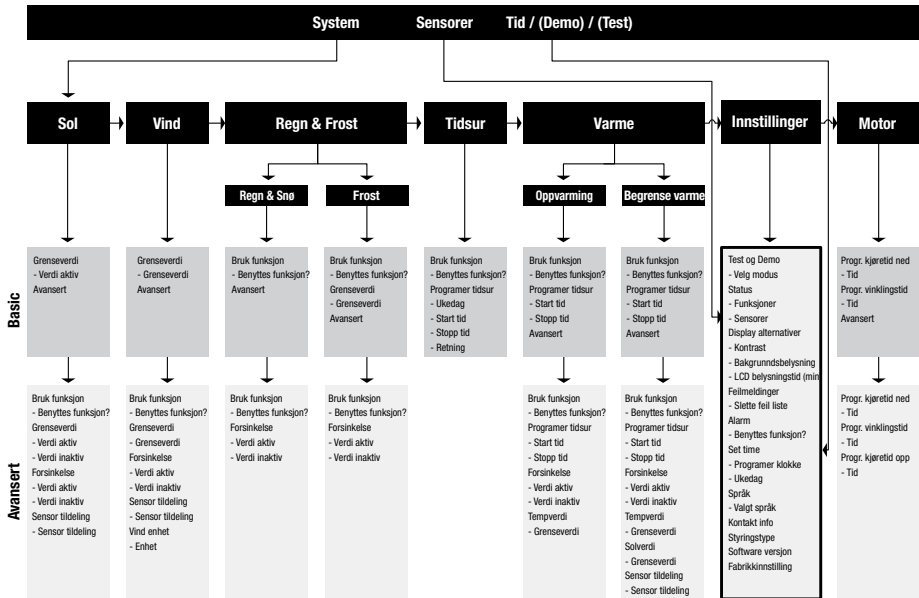 System Sensorer Tid / (Demo) / (Test)
Sol Vind Regn & Frost Tidsur Varme Innstillinger Motor
Regn & Snø Frost Oppvarming Begrense varme
Basic
Grenseverdi
- Verdi aktiv
Avansert
Grenseverdi
- Grenseverdi
Avansert
Bruk funksjon
- Benyttes funksjon?
Avansert
Bruk funksjon
- Benyttes funksjon?
Grenseverdi
- Grenseverdi
Avansert
Bruk funksjon
- Benyttes funksjon?
Programer tidsur
- Ukedag
- Start tid
- Stopp tid
- Retning
Bruk funksjon
- Benyttes funksjon?
Programer tidsur
- Start tid
- Stopp tid
Avansert
Bruk funksjon
- Benyttes funksjon?
Programer tidsur
- Start tid
- Stopp tid
Avansert
Test og Demo
- Velg modus
Status
- Funksjoner
- Sensorer
Display alternativer
- Kontrast
- Bakgrunndsbelysning
- LCD belysningstid (min
Feilmeldinger
- Slette feil liste
Alarm
- Benyttes funksjon?
Set time
- Programer klokke
- Ukedag
Språk
- Valgt språk
Kontakt info
Styringstype
Software versjon
Fabrikkinnstilling
Progr. kjøretid ned
- Tid
Progr. vinklingstid
- Tid
Avansert
Avansert
Bruk funksjon
- Benyttes funksjon?
Grenseverdi
- Verdi aktiv
- Verdi inaktiv
Forsinkelse
- Verdi aktiv
- Verdi inaktiv
Sensor tildeling
- Sensor tildeling
Bruk funksjon
- Benyttes funksjon?
Grenseverdi
- Grenseverdi
Forsinkelse
- Verdi aktiv
- Verdi inaktiv
Sensor tildeling
- Sensor tildeling
Vind enhet
- Enhet
Bruk funksjon
- Benyttes funksjon?
Forsinkelse
- Verdi aktiv
- Verdi inaktiv
Bruk funksjon
- Benyttes funksjon?
Forsinkelse
- Verdi aktiv
- Verdi inaktiv
Bruk funksjon
- Benyttes funksjon?
Programer tidsur
- Start tid
- Stopp tid
Forsinkelse
- Verdi aktiv
- Verdi inaktiv
Tempverdi
- Grenseverdi
Bruk funksjon
- Benyttes funksjon?
Programer tidsur
- Start tid
- Stopp tid
Forsinkelse
- Verdi aktiv
- Verdi inaktiv
Tempverdi
- Grenseverdi
Solverdi
- Grenseverdi
Sensor tildeling
- Sensor tildeling
Progr. kjøretid ned
- Tid
Progr. vinklingstid
- Tid
Progr. kjøretid opp
- Tid